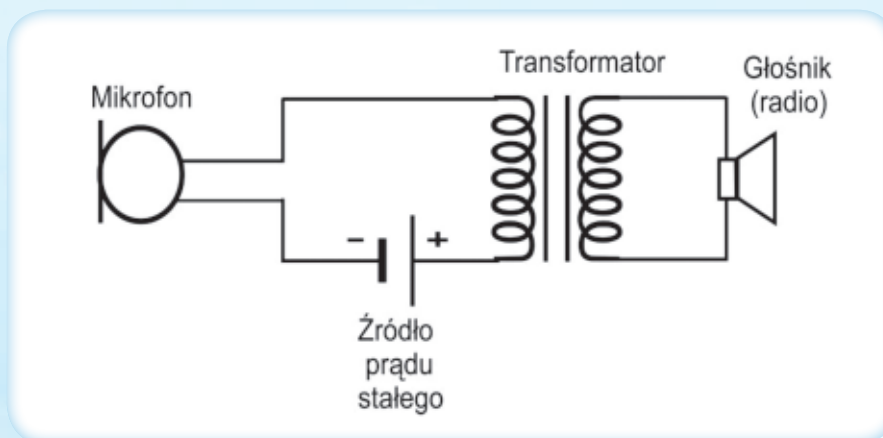 Transformator
Głośnik
(radio)
Mikrofon
− +
Źródło
prądu
stałego